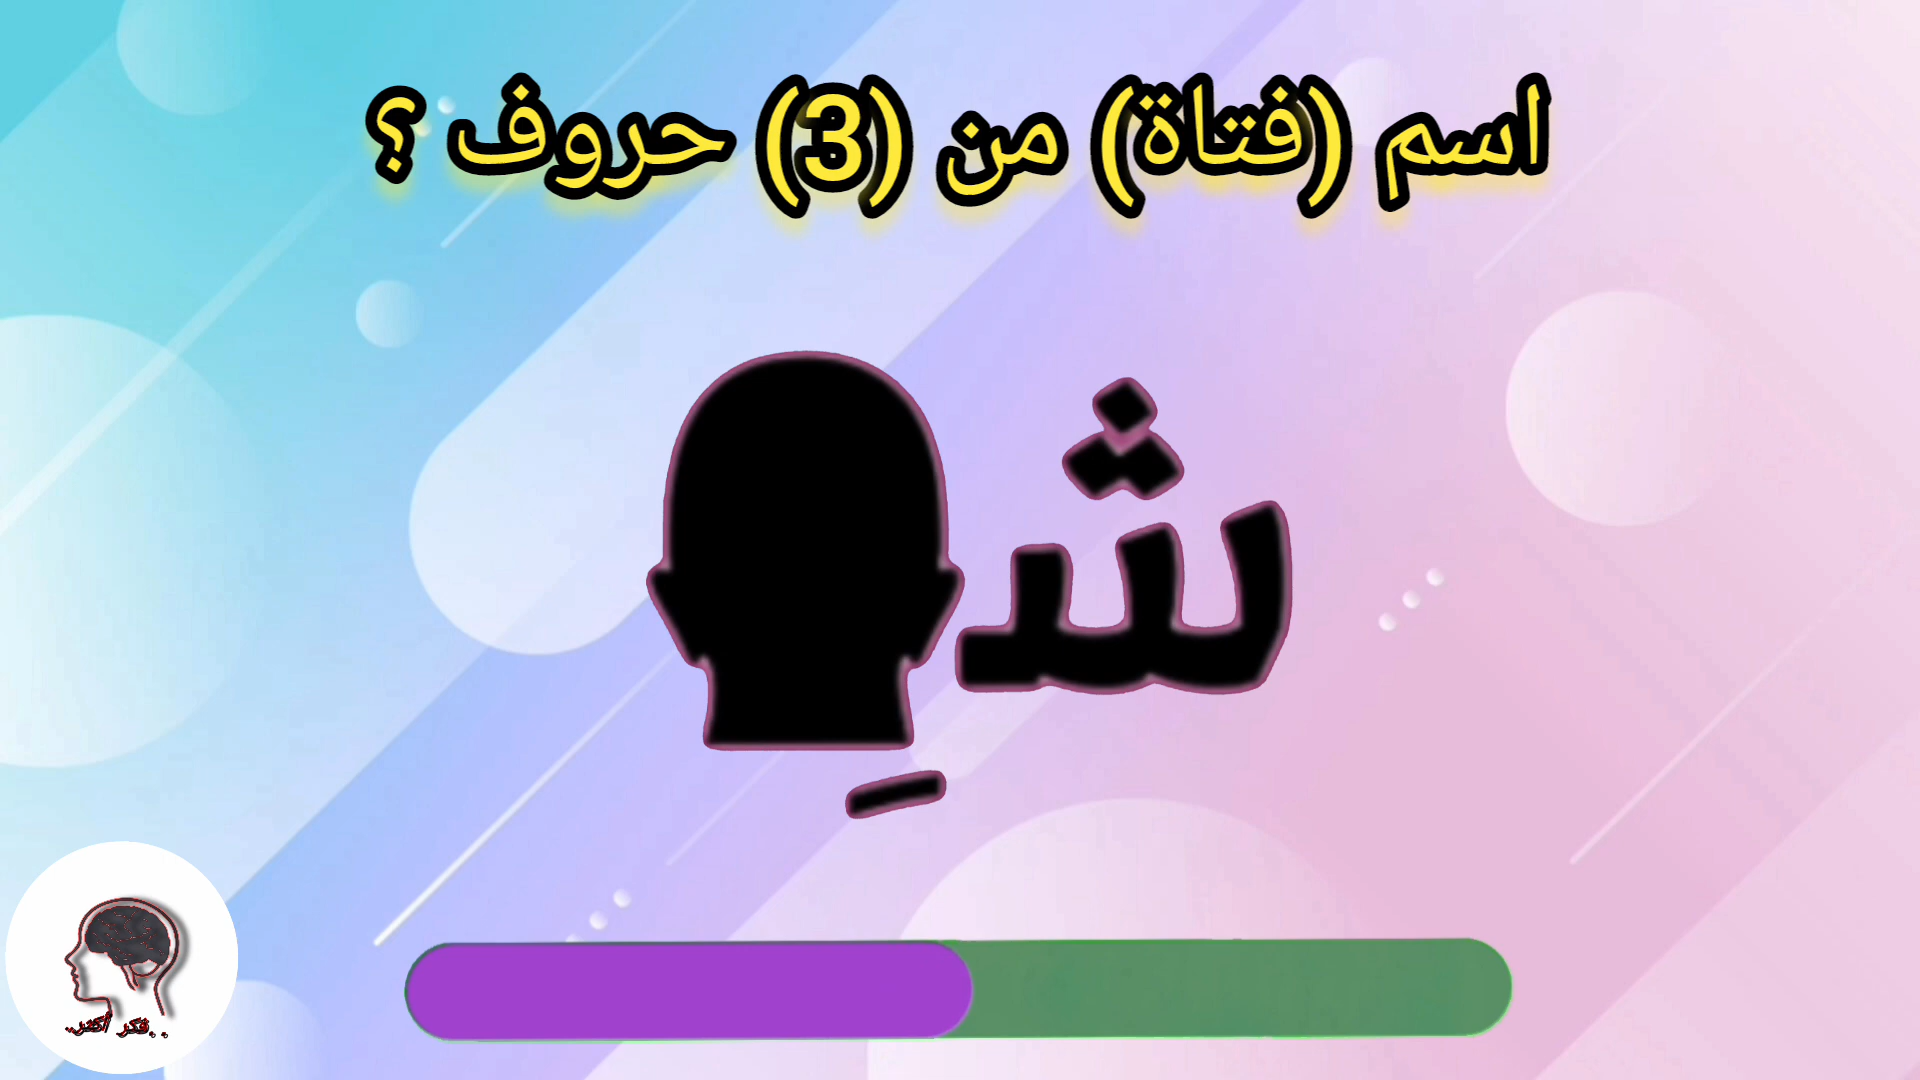 اسم (فتاة) من (3) حروف ؟
شـِ
..فكر أكثر..